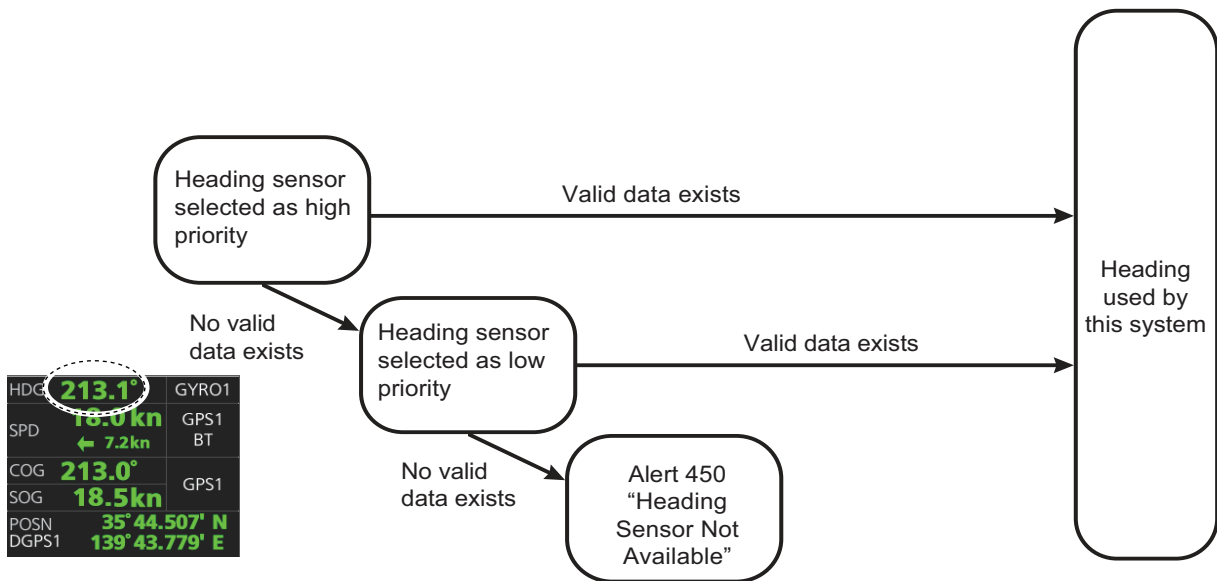 Heading sensor
selected as high
priority
Valid data exists
Heading
used by
this system
No valid
data exists
Heading sensor
selected as low
priority
Valid data exists
No valid
data exists
Alert 450
“Heading
Sensor Not
Available”
HDG 213.1° GYRO1
SPD 18.0 kn GPS1
7.2kn BT
COG 213.0° GPS1
SOG 18.5kn
POSN 35°44.507' N
DGPS1 139°43.779' E